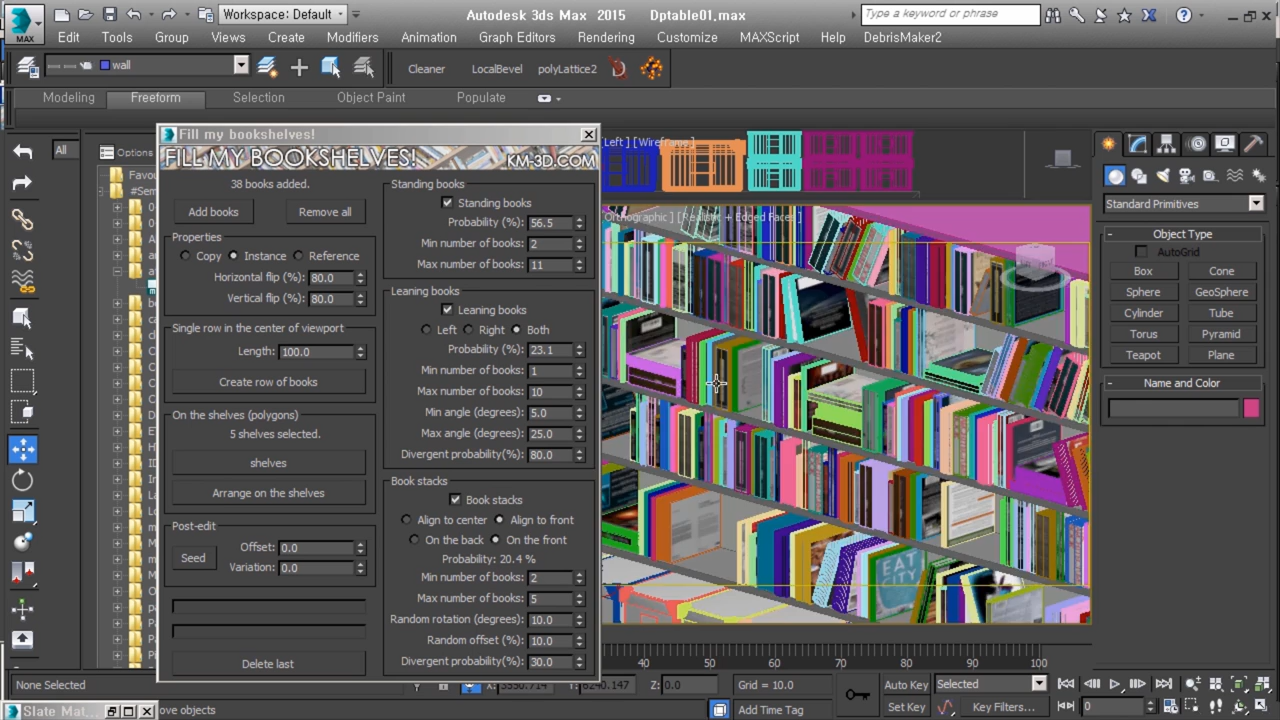 Workspace: Default
Autodesk 3ds Max 2015 Dptable01.max
Type a keyword or phrase
MAX
Edit Tools Group Views Create Modifiers Animation Graph Editors Rendering Customize MAXScript Help DebrisMaker2
wall
Cleaner LocalBevel polyLattice2
Modeling Freeform Selection Object Paint Populate
All
Options
Favou
#Sem
Fill my bookshelves!
FILL MY BOOKSHELVES! KM-3D.COM
38 books added.
Add books Remove all
Properties
Copy Instance Reference
Horizontal flip (%): 80.0
Vertical flip (%): 80.0
Single row in the center of viewport
Length: 100.0
Create row of books
On the shelves (polygons)
5 shelves selected.
shelves
Arrange on the shelves
Post-edit
Seed
Offset: 0.0
Variation: 0.0
Delete last
Standing books
Standing books
Probability (%): 56.5
Min number of books: 2
Max number of books: 11
Leaning books
Leaning books
Left Right Both
Probability (%): 23.1
Min number of books: 1
Max number of books: 10
Min angle (degrees): 5.0
Max angle (degrees): 25.0
Divergent probability(%): 80.0
Book stacks
Book stacks
Align to center Align to front
On the back On the front
Probability: 20.4 %
Min number of books: 2
Max number of books: 5
Random rotation (degrees): 10.0
Random offset (%): 10.0
Divergent probability(%): 30.0
Left ] [ Wireframe ]
Orthographic ] [ Realistic + Edged Faces ]
EAT
CITY
Standard Primitives
- Object Type
AutoGrid
Box Cone
Sphere GeoSphere
Cylinder Tube
Torus Pyramid
Teapot Plane
- Name and Color
40 50 60 70 80 90 100
None Selected
Z: 0.0
Grid = 10.0
Auto Key Selected
Add Time Tag
Set Key Key Filters...
0
Slate Mat...
ove objects